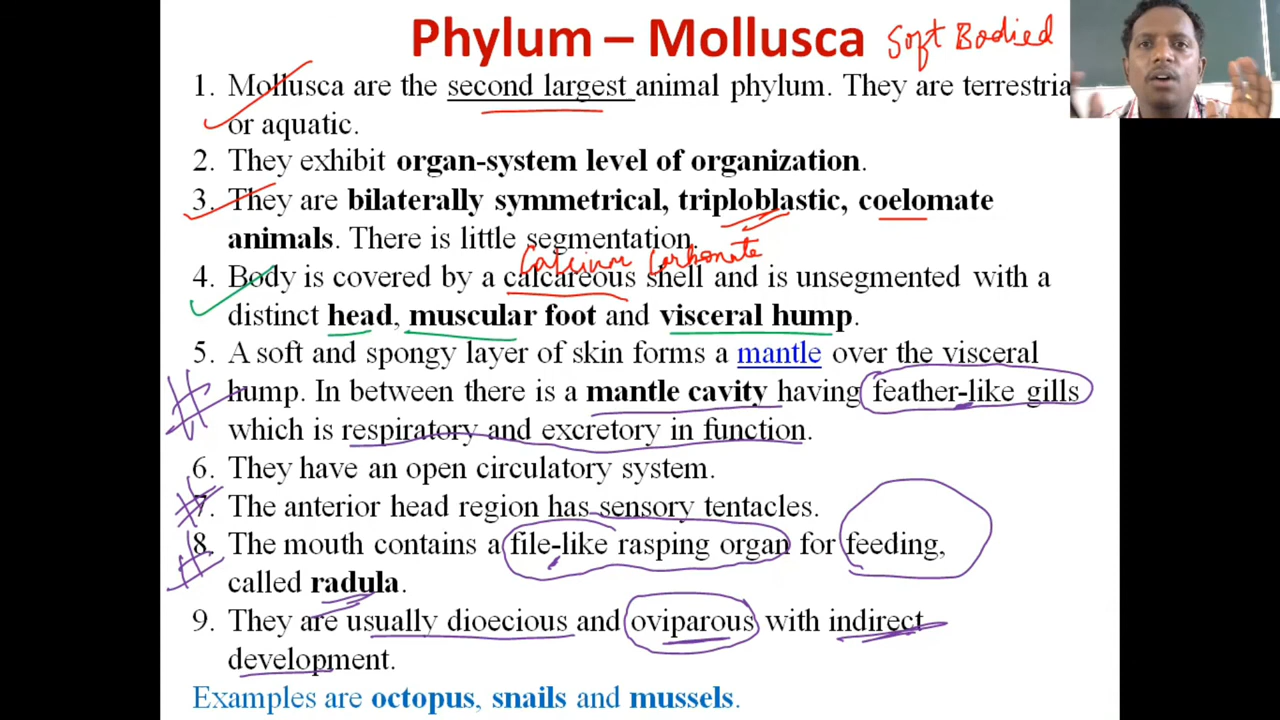 Phylum – Mollusca Soft Bodied
1. Mollusca are the second largest animal phylum. They are terrestria
or aquatic.
2. They exhibit organ-system level of organization.
3. They are bilaterally symmetrical, triploblastic, coelomate
animals. There is little segmentation.
Calcium Carbonate
4. Body is covered by a calcareous shell and is unsegmented with a
distinct head, muscular foot and visceral hump.
5. A soft and spongy layer of skin forms a mantle over the visceral
hump. In between there is a mantle cavity having feather-like gills
which is respiratory and excretory in function.
6. They have an open circulatory system.
7. The anterior head region has sensory tentacles.
8. The mouth contains a file-like rasping organ for feeding,
called radula.
9. They are usually dioecious and oviparous with indirect
development.
Examples are octopus, snails and mussels.